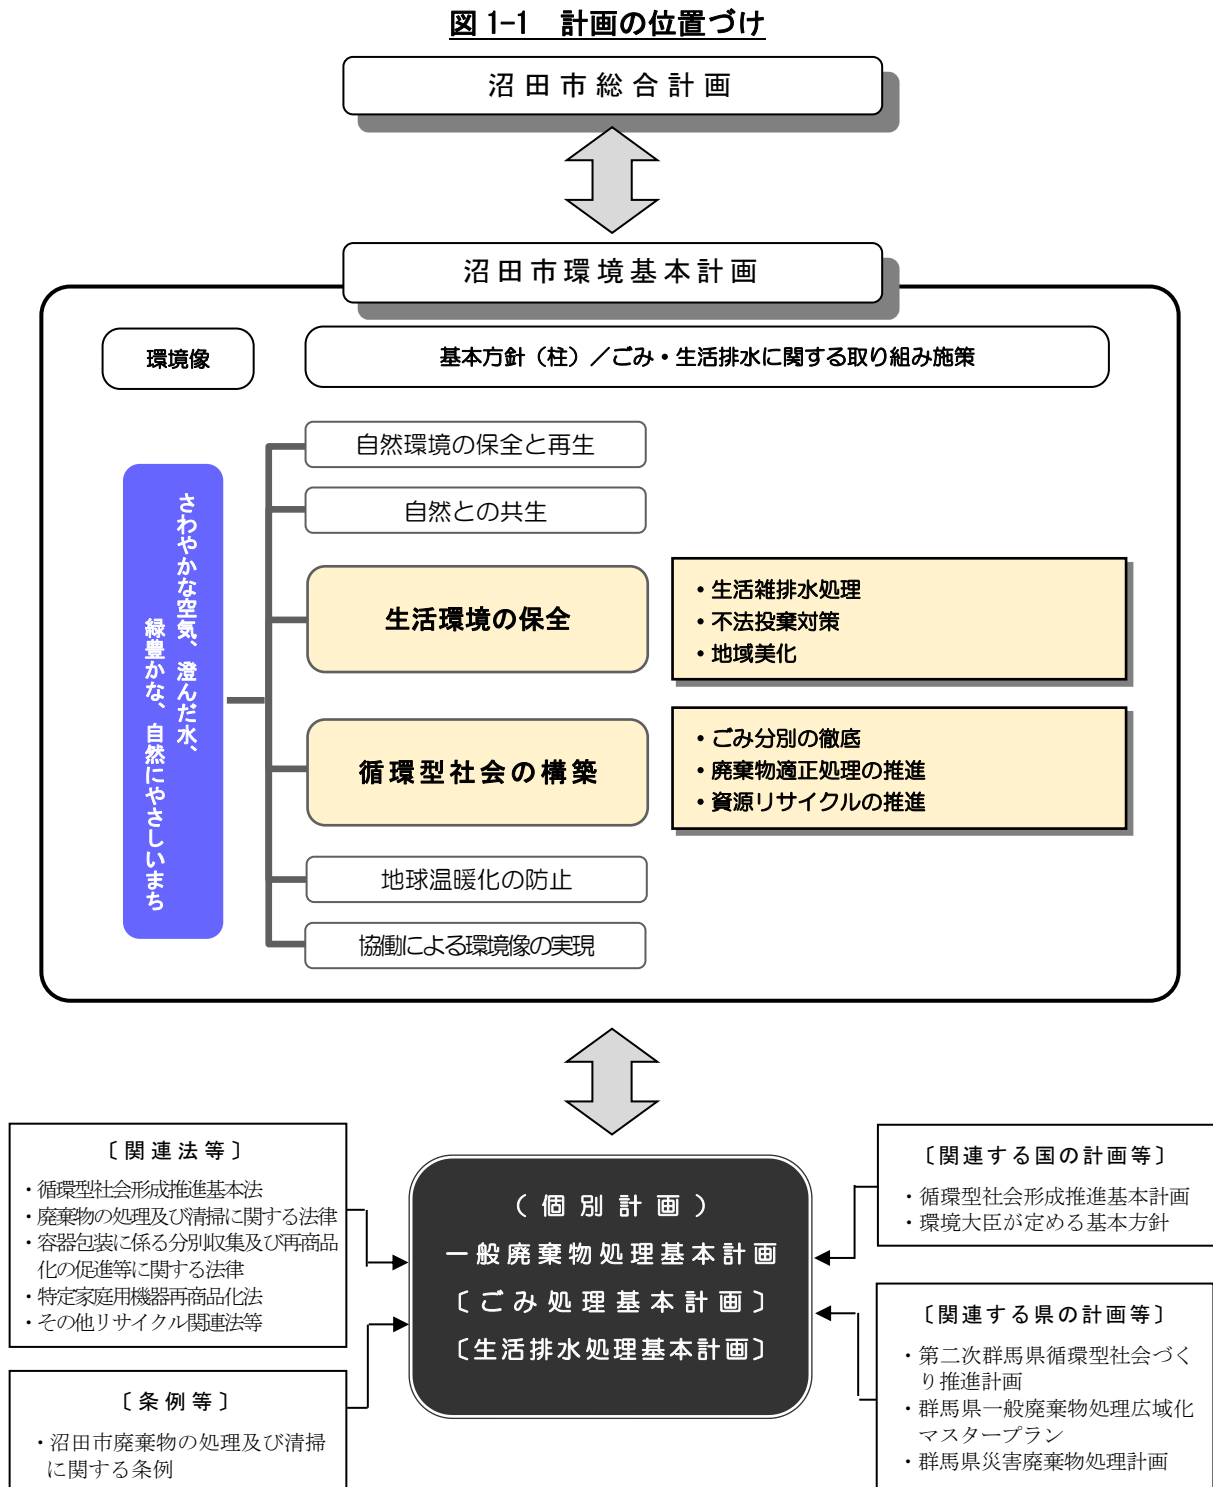 図 1-1　計画の位置づけ
沼田市総合計画
沼田市環境基本計画
環境像
基本方針（柱）／ごみ・生活排水に関する取り組み施策
さわやかな空気、澄んだ水、
緑豊かな、自然にやさしいまち
自然環境の保全と再生
自然との共生
生活環境の保全
・生活雑排水処理
・不法投棄対策
・地域美化
循環型社会の構築
・ごみ分別の徹底
・廃棄物適正処理の推進
・資源リサイクルの推進
地球温暖化の防止
協働による環境像の実現
〔関連法等〕
・循環型社会形成推進基本法
・廃棄物の処理及び清掃に関する法律
・容器包装に係る分別収集及び再商品
化の促進等に関する法律
・特定家庭用機器再商品化法
・その他リサイクル関連法等
〔条例等〕
・沼田市廃棄物の処理及び清掃
に関する条例
（個別計画）
一般廃棄物処理基本計画
〔ごみ処理基本計画〕
〔生活排水処理基本計画〕
〔関連する国の計画等〕
・循環型社会形成推進基本計画
・環境大臣が定める基本方針
〔関連する県の計画等〕
・第二次群馬県循環型社会づく
り推進計画
・群馬県一般廃棄物処理広域化
マスタープラン
・群馬県災害廃棄物処理計画